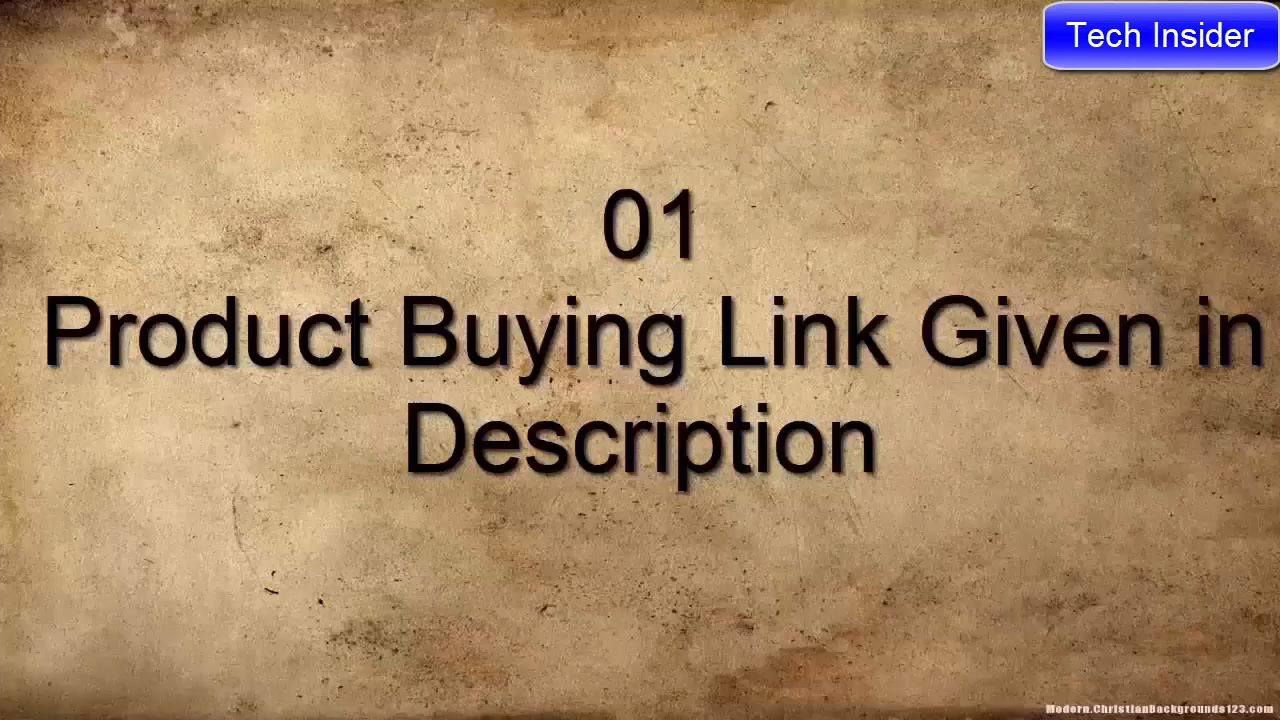 Tech Insider
01
Product Buying Link Given in
Description
Modern.ChristianBackgrounds123.com